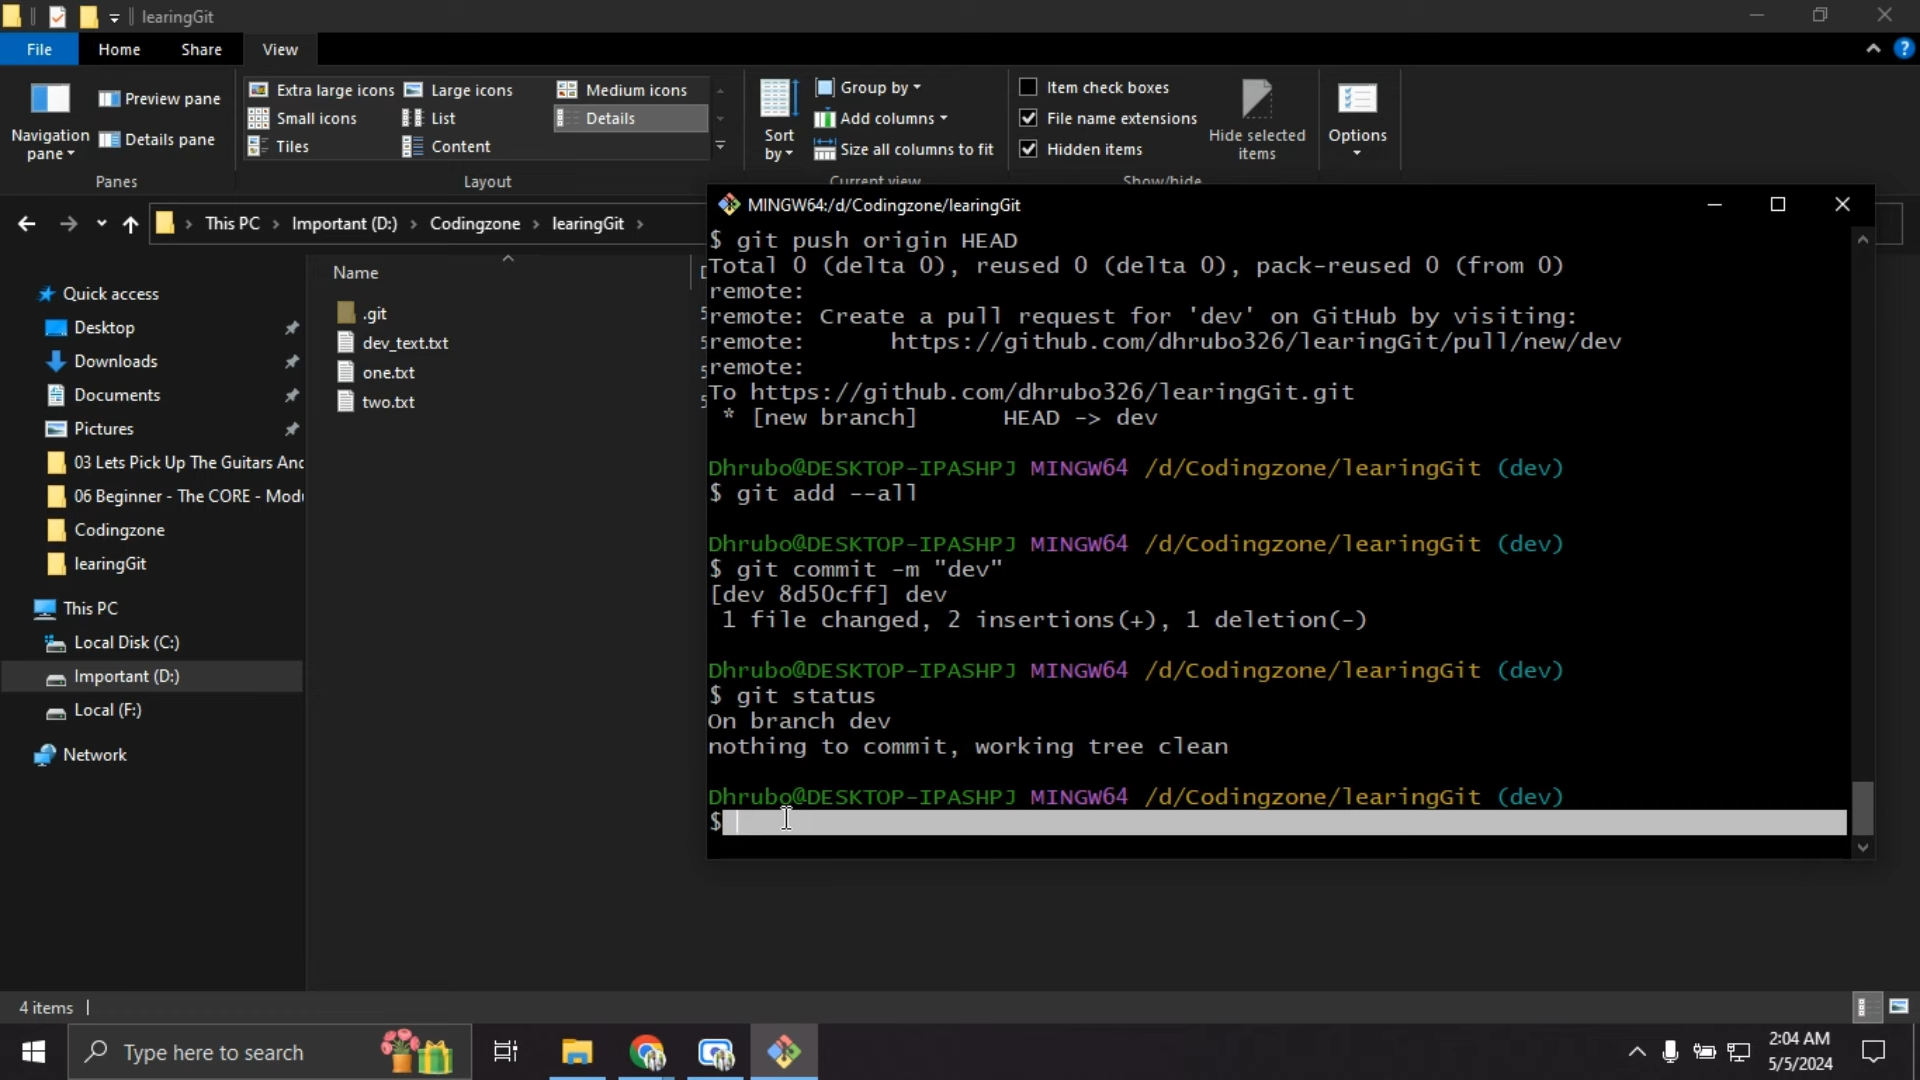 learingGit
File Home Share View
Navigation pane
Preview pane
Details pane
Panes
Extra large icons Large icons Medium icons
Small icons List Details
Tiles Content
Layout
Sort by
Group by
Add columns
Size all columns to fit
Current view
Item check boxes
File name extensions
Hidden items
Hide selected items
Show/hide
Options
This PC > Important (D:) > Codingzone > learingGit >
Quick access
Desktop
Downloads
Documents
Pictures
03 Lets Pick Up The Guitars And
06 Beginner - The CORE - Modu
Codingzone
learingGit
This PC
Local Disk (C:)
Important (D:)
Local (F:)
Network
Name
.git
dev_text.txt
one.txt
two.txt
MINGW64:/d/Codingzone/learingGit
$ git push origin HEAD
Total 0 (delta 0), reused 0 (delta 0), pack-reused 0 (from 0)
remote:
remote: Create a pull request for 'dev' on GitHub by visiting:
remote:      https://github.com/dhrubo326/learingGit/pull/new/dev
remote:
To https://github.com/dhrubo326/learingGit.git
 * [new branch]      HEAD -> dev
Dhrubo@DESKTOP-IPASHPJ MINGW64 /d/Codingzone/learingGit (dev)
$ git add --all
Dhrubo@DESKTOP-IPASHPJ MINGW64 /d/Codingzone/learingGit (dev)
$ git commit -m "dev"
[dev 8d50cff] dev
 1 file changed, 2 insertions(+), 1 deletion(-)
Dhrubo@DESKTOP-IPASHPJ MINGW64 /d/Codingzone/learingGit (dev)
$ git status
On branch dev
nothing to commit, working tree clean
Dhrubo@DESKTOP-IPASHPJ MINGW64 /d/Codingzone/learingGit (dev)
$
4 items
Type here to search
2:04 AM
5/5/2024